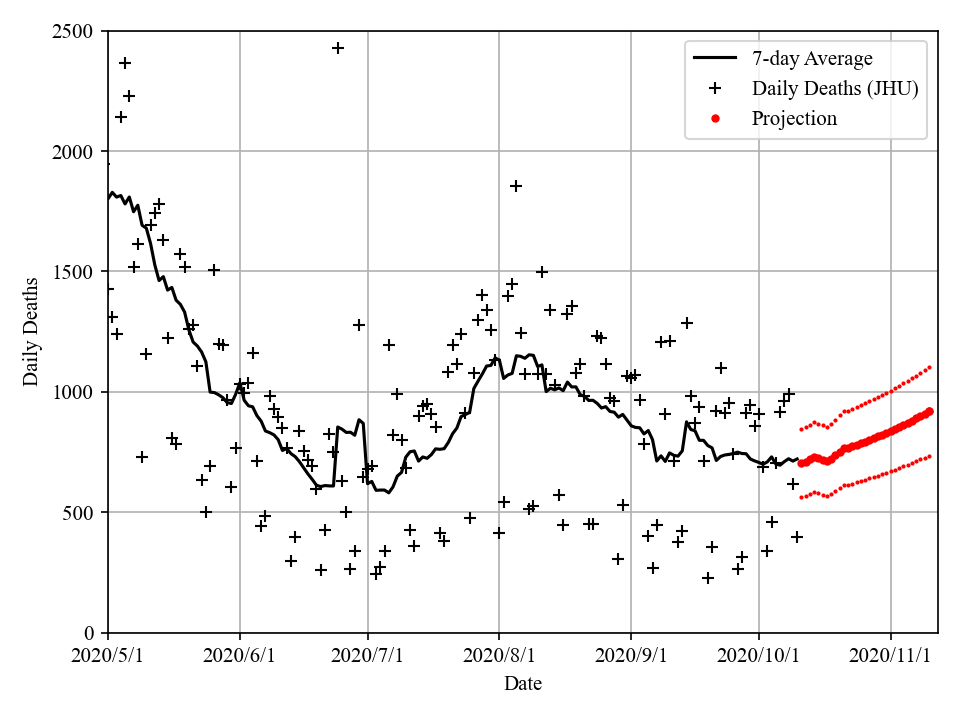 2500
2000
1500
1000
500
0
Daily Deaths
7-day Average
Daily Deaths (JHU)
Projection
2020/5/1 2020/6/1 2020/7/1 2020/8/1 2020/9/1 2020/10/1 2020/11/1
Date